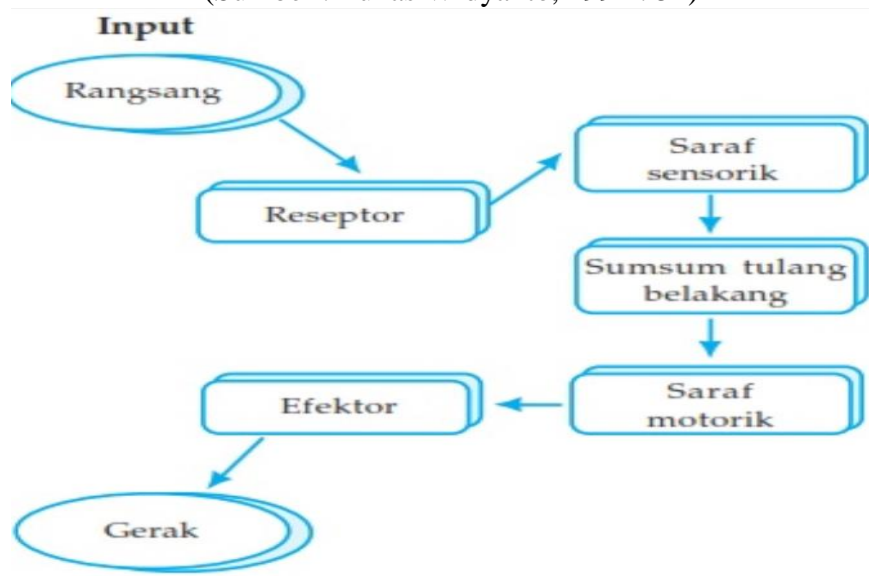 Input
Rangsang
Reseptor
Saraf
sensorik
Sumsum tulang
belakang
Saraf
motorik
Efektor
Gerak